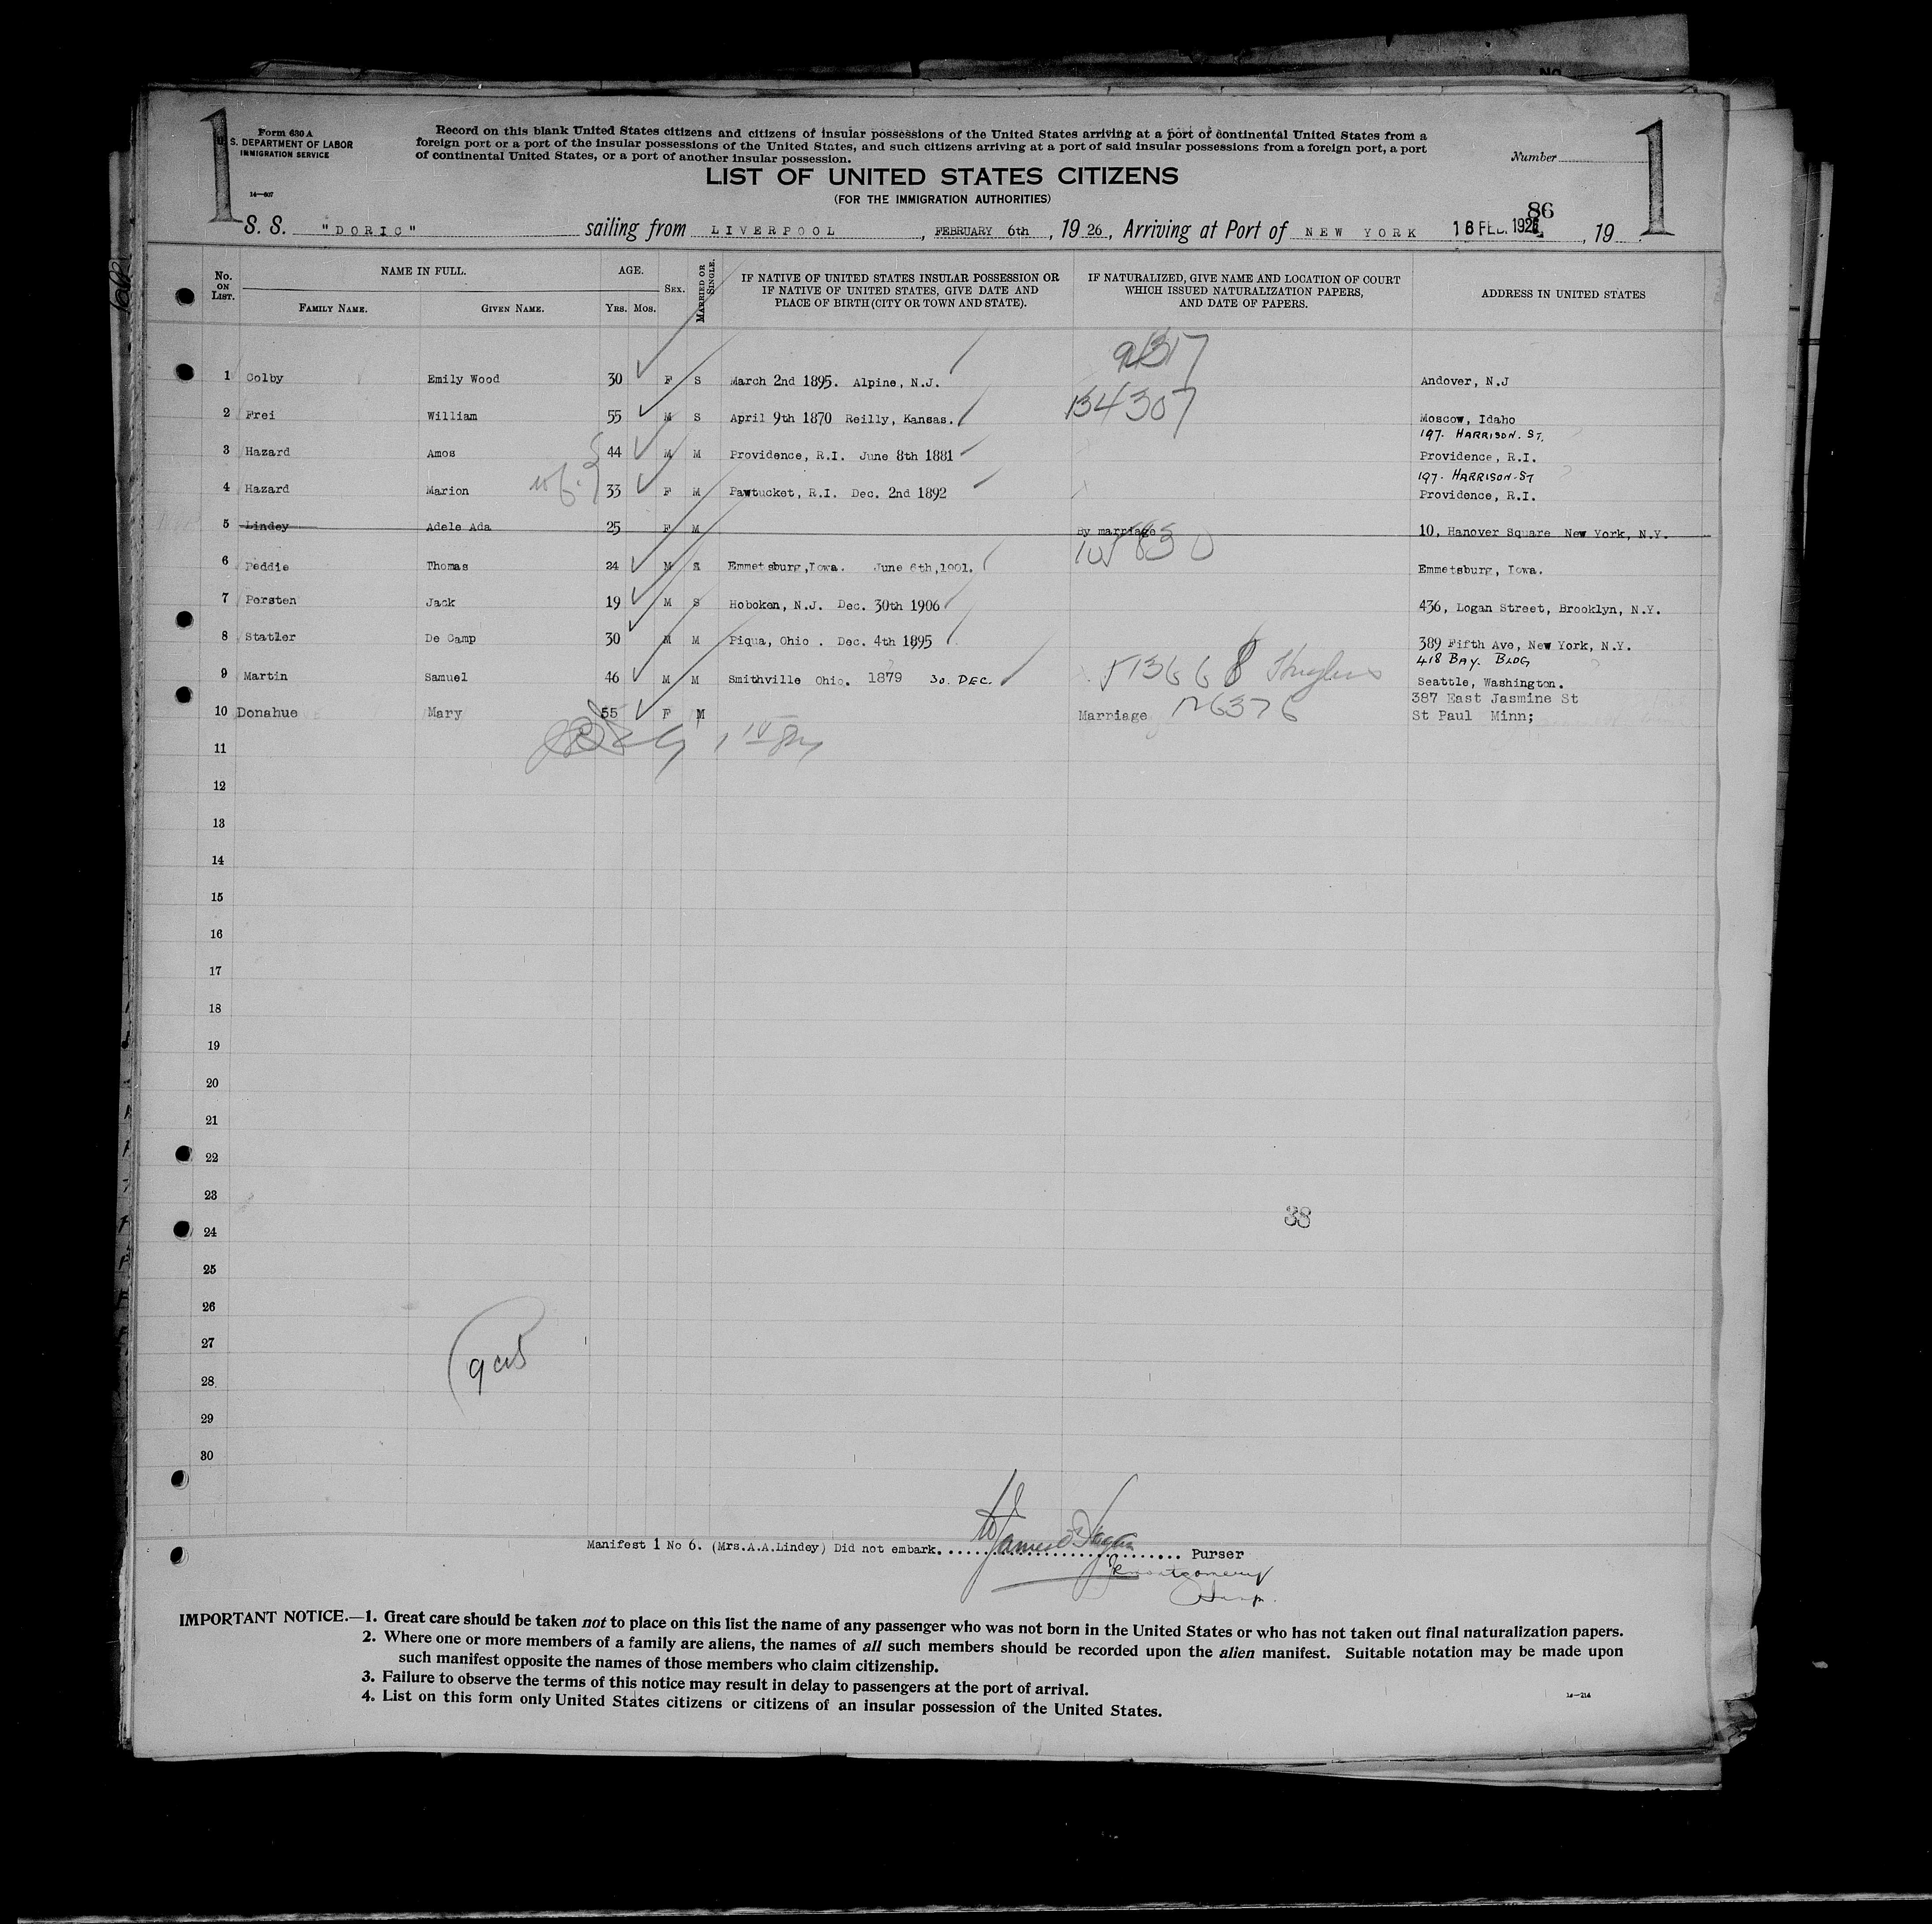 1
Form 630 A
U. S. DEPARTMENT OF LABOR
IMMIGRATION SERVICE
14—807
Record on this blank United States citizens and citizens of insular possessions of the United States arriving at a port of continental United States from a
foreign port or a port of the insular possessions of the United States, and such citizens arriving at a port of said insular possessions from a foreign port, a port
of continental United States, or a port of another insular possession.
Number
1
LIST OF UNITED STATES CITIZENS
(FOR THE IMMIGRATION AUTHORITIES)
86
S. S. "DORIC" sailing from LIVERPOOL, FEBRUARY 6th, 1926, Arriving at Port of NEW YORK 16 FEB. 1926, 19
No. ON LIST. NAME IN FULL. FAMILY NAME. GIVEN NAME. AGE. YRS. MOS. SEX. MARRIED OR SINGLE. IF NATIVE OF UNITED STATES INSULAR POSSESSION OR IF NATIVE OF UNITED STATES, GIVE DATE AND PLACE OF BIRTH (CITY OR TOWN AND STATE). IF NATURALIZED, GIVE NAME AND LOCATION OF COURT WHICH ISSUED NATURALIZATION PAPERS, AND DATE OF PAPERS. ADDRESS IN UNITED STATES
1 Colby Emily Wood 30 F S March 2nd 1895. Alpine, N.J. Andover, N.J
2 Frei William 55 M S April 9th 1870 Reilly, Kansas. 134307 Moscow, Idaho
197. HARRISON. ST.
3 Hazard Amos 44 M M Providence, R.I. June 8th 1881 Providence, R.I.
197. HARRISON-ST
4 Hazard Marion wf. 33 F M Pawtucket, R.I. Dec. 2nd 1892 Providence, R.I.
5 Lindey Adele Ada 25 F M By marriage 10, Hanover Square New York, N.Y.
6 Peddie Thomas 24 M S Emmetsburg, Iowa. June 6th, 1901. Emmetsburg, Iowa.
7 Persten Jack 19 M S Hoboken, N.J. Dec. 30th 1906 436, Logan Street, Brooklyn, N.Y.
8 Statler De Camp 30 M M Piqua, Ohio . Dec. 4th 1895 389 Fifth Ave, New York, N.Y.
418 BAY. BLDG
9 Martin Samuel 46 M M Smithville Ohio. 1879 30. DEC. Seattle, Washington.
387 East Jasmine St
10 Donahue Mary 55 F M Marriage St Paul Minn;
11
12
13
14
15
16
17
18
19
20
21
22
23
38
24
25
26
27
28
29
30
Manifest 1 No 6. (Mrs.A.A.Lindey) Did not embark. Purser
IMPORTANT NOTICE.—1. Great care should be taken not to place on this list the name of any passenger who was not born in the United States or who has not taken out final naturalization papers.
2. Where one or more members of a family are aliens, the names of all such members should be recorded upon the alien manifest. Suitable notation may be made upon
such manifest opposite the names of those members who claim citizenship.
3. Failure to observe the terms of this notice may result in delay to passengers at the port of arrival.
4. List on this form only United States citizens or citizens of an insular possession of the United States.
14—214